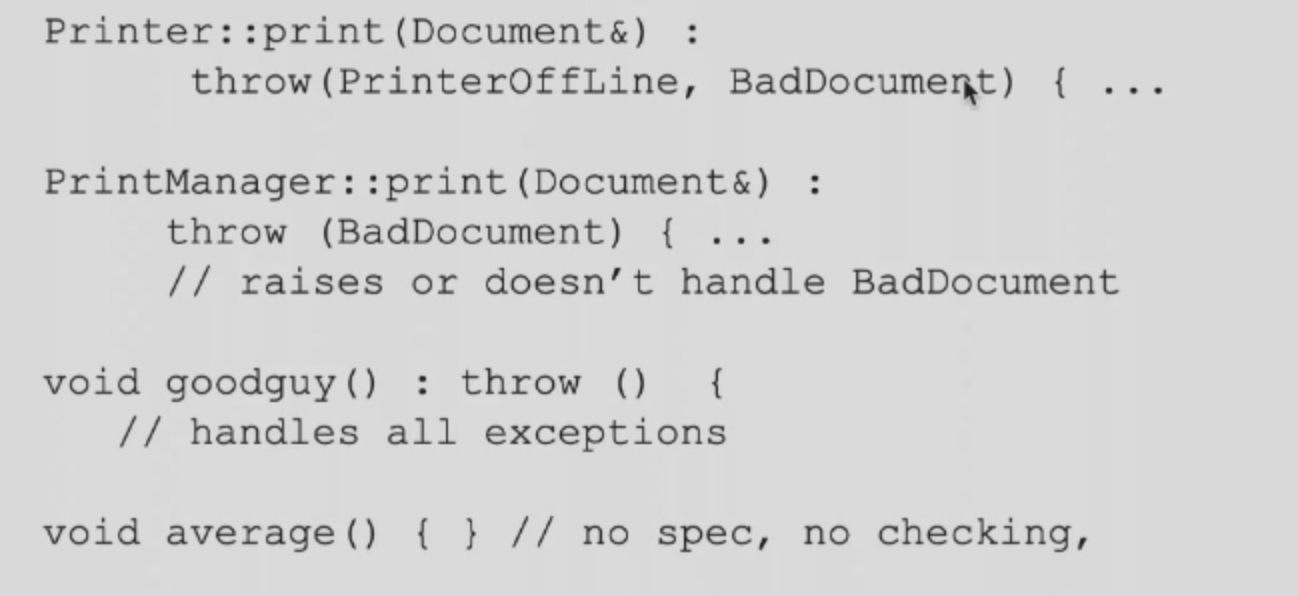 Printer::print(Document&) :
throw(PrinterOffLine, BadDocument) { ...
PrintManager::print(Document&) :
throw (BadDocument) { ...
// raises or doesn't handle BadDocument
void goodguy() : throw () {
// handles all exceptions
void average() { } // no spec, no checking,